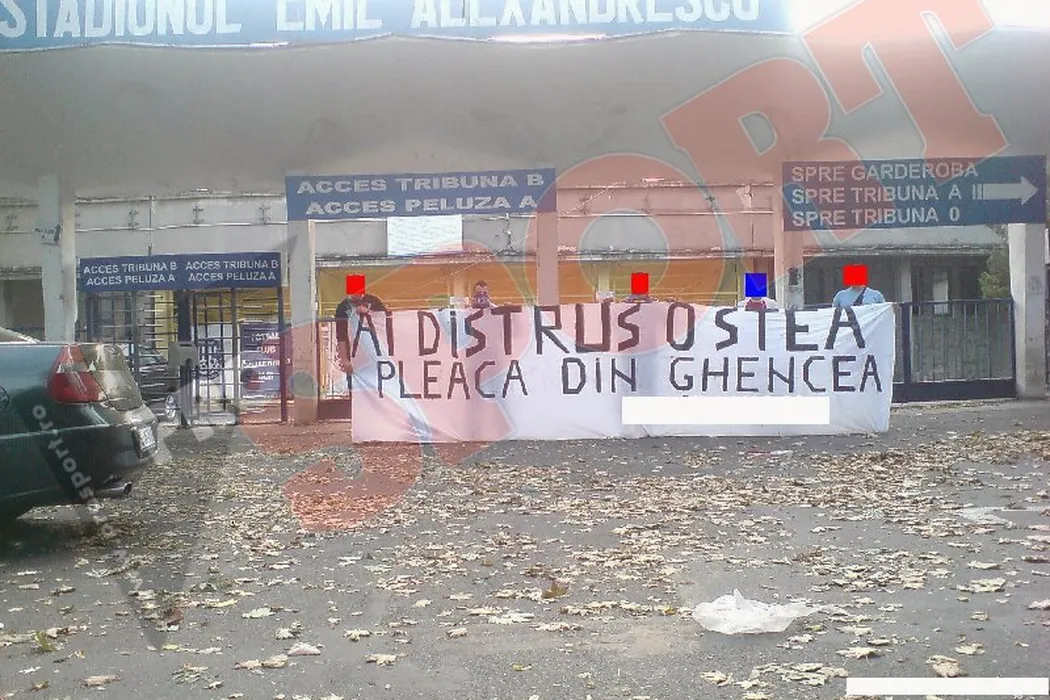 STADIONUL EMIL ALEXANDRESCU
ACCES TRIBUNA B
ACCES PELUZA A
SPRE GARDEROBA
SPRE TRIBUNA A II
SPRE TRIBUNA 0
ACCES TRIBUNA B
ACCES PELUZA A
ACCES TRIBUNA B
ACCES PELUZA A
AI DISTRUS O STEA
PLEACA DIN GHENCEA
SPORT